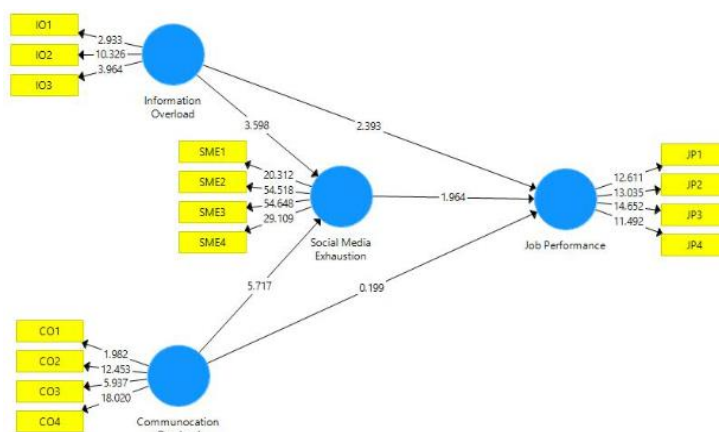 IO1
IO2
IO3
2.933
10.326
3.964
Information
Overload
3.598
2.393
SME1
SME2
SME3
SME4
20.312
54.518
54.648
29.109
Social Media
Exhaustion
1.964
JP1
JP2
JP3
JP4
12.611
13.035
14.652
11.492
Job Performance
5.717
0.199
CO1
CO2
CO3
CO4
1.982
12.453
5.937
18.020
Communocation